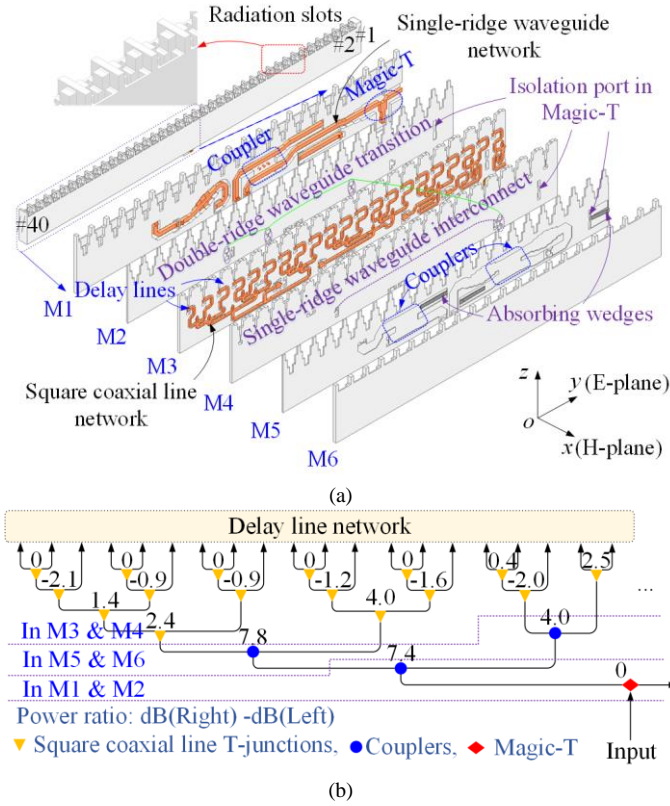 Radiation slots
Single-ridge waveguide
network
#2
#1
Magic-T
Isolation port in
Magic-T
Coupler
Double-ridge waveguide transition
#40
Single-ridge waveguide interconnect
Couplers
Delay lines
M1
M2
Absorbing wedges
M3
Square coaxial line
network
M4
M5
M6
z
y (E-plane)
o
x (H-plane)
(a)
Delay line network
0 0 0 0 0 0.4 2.5
-2.1 -0.9 -0.9 -1.2 -1.6 -2.0
...
1.4 4.0
2.4 4.0
In M3 & M4
7.8
In M5 & M6
7.4
0
In M1 & M2
Power ratio: dB(Right) -dB(Left)
Square coaxial line T-junctions, Couplers, Magic-T
Input
(b)